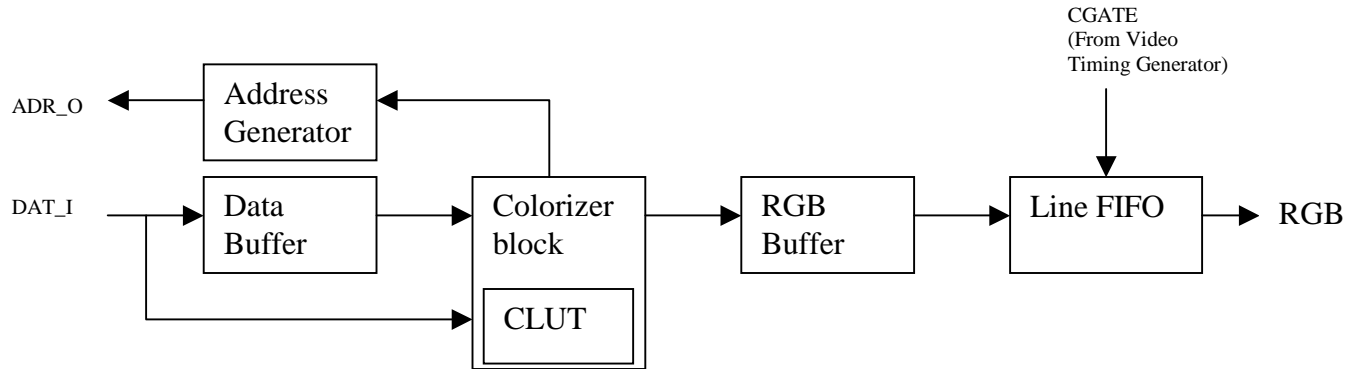 CGATE
(From Video
Timing Generator)
ADR_O
Address
Generator
DAT_I
Data
Buffer
Colorizer
block
CLUT
RGB
Buffer
Line FIFO
RGB